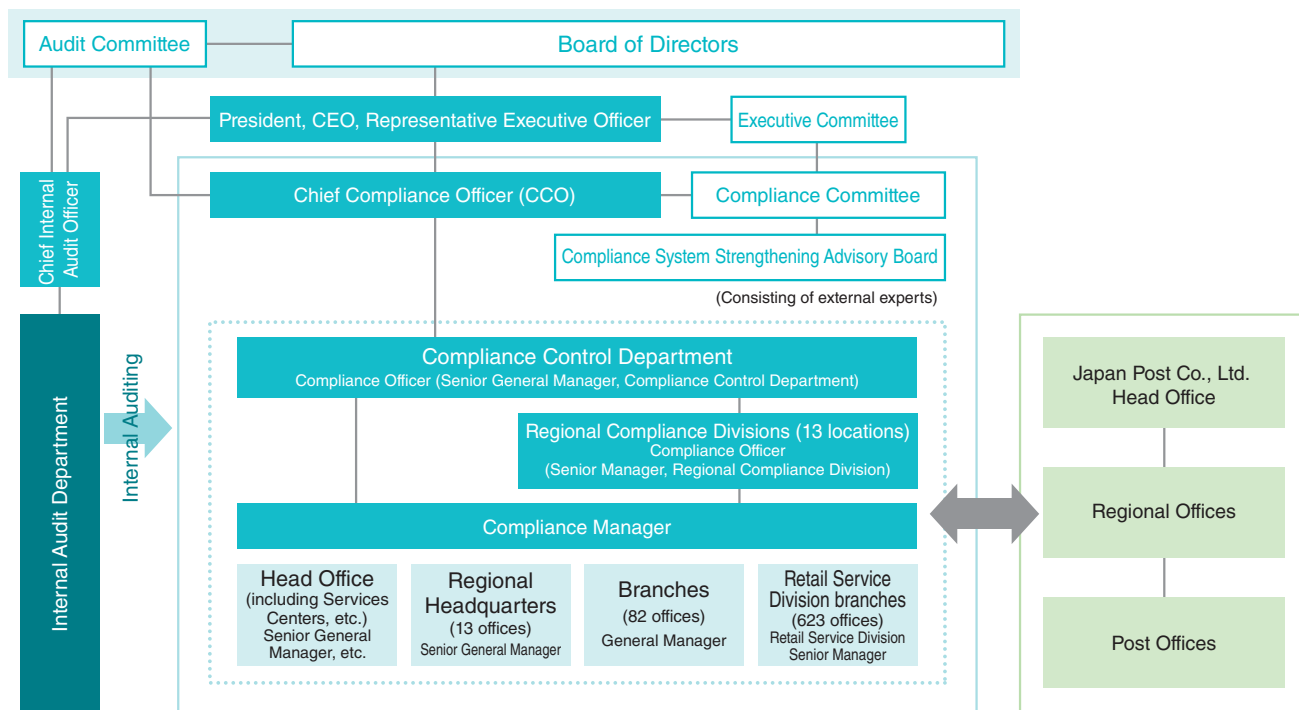 Audit Committee
Board of Directors
President, CEO, Representative Executive Officer
Executive Committee
Chief Internal
Audit Officer
Chief Compliance Officer (CCO)
Compliance Committee
Compliance System Strengthening Advisory Board
(Consisting of external experts)
Internal Audit Department
Internal Auditing
Compliance Control Department
Compliance Officer (Senior General Manager, Compliance Control Department)
Regional Compliance Divisions (13 locations)
Compliance Officer
(Senior Manager, Regional Compliance Division)
Compliance Manager
Head Office
(including Services
Centers, etc.)
Senior General
Manager, etc.
Regional
Headquarters
(13 offices)
Senior General Manager
Branches
(82 offices)
General Manager
Retail Service
Division branches
(623 offices)
Retail Service Division
Senior Manager
Japan Post Co., Ltd.
Head Office
Regional Offices
Post Offices